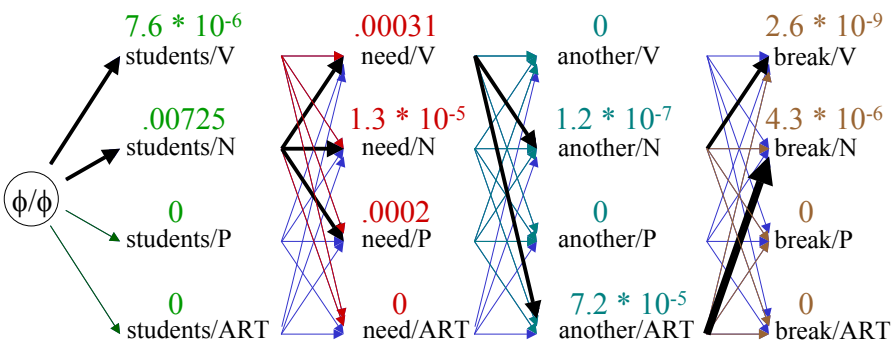 7.6 * 10⁻⁶ .00031 0 2.6 * 10⁻⁹
students/V need/V another/V break/V
.00725 1.3 * 10⁻⁵ 1.2 * 10⁻⁷ 4.3 * 10⁻⁶
students/N need/N another/N break/N
ϕ/ϕ
0 .0002 0 0
students/P need/P another/P break/P
0 0 7.2 * 10⁻⁵ 0
students/ART need/ART another/ART break/ART